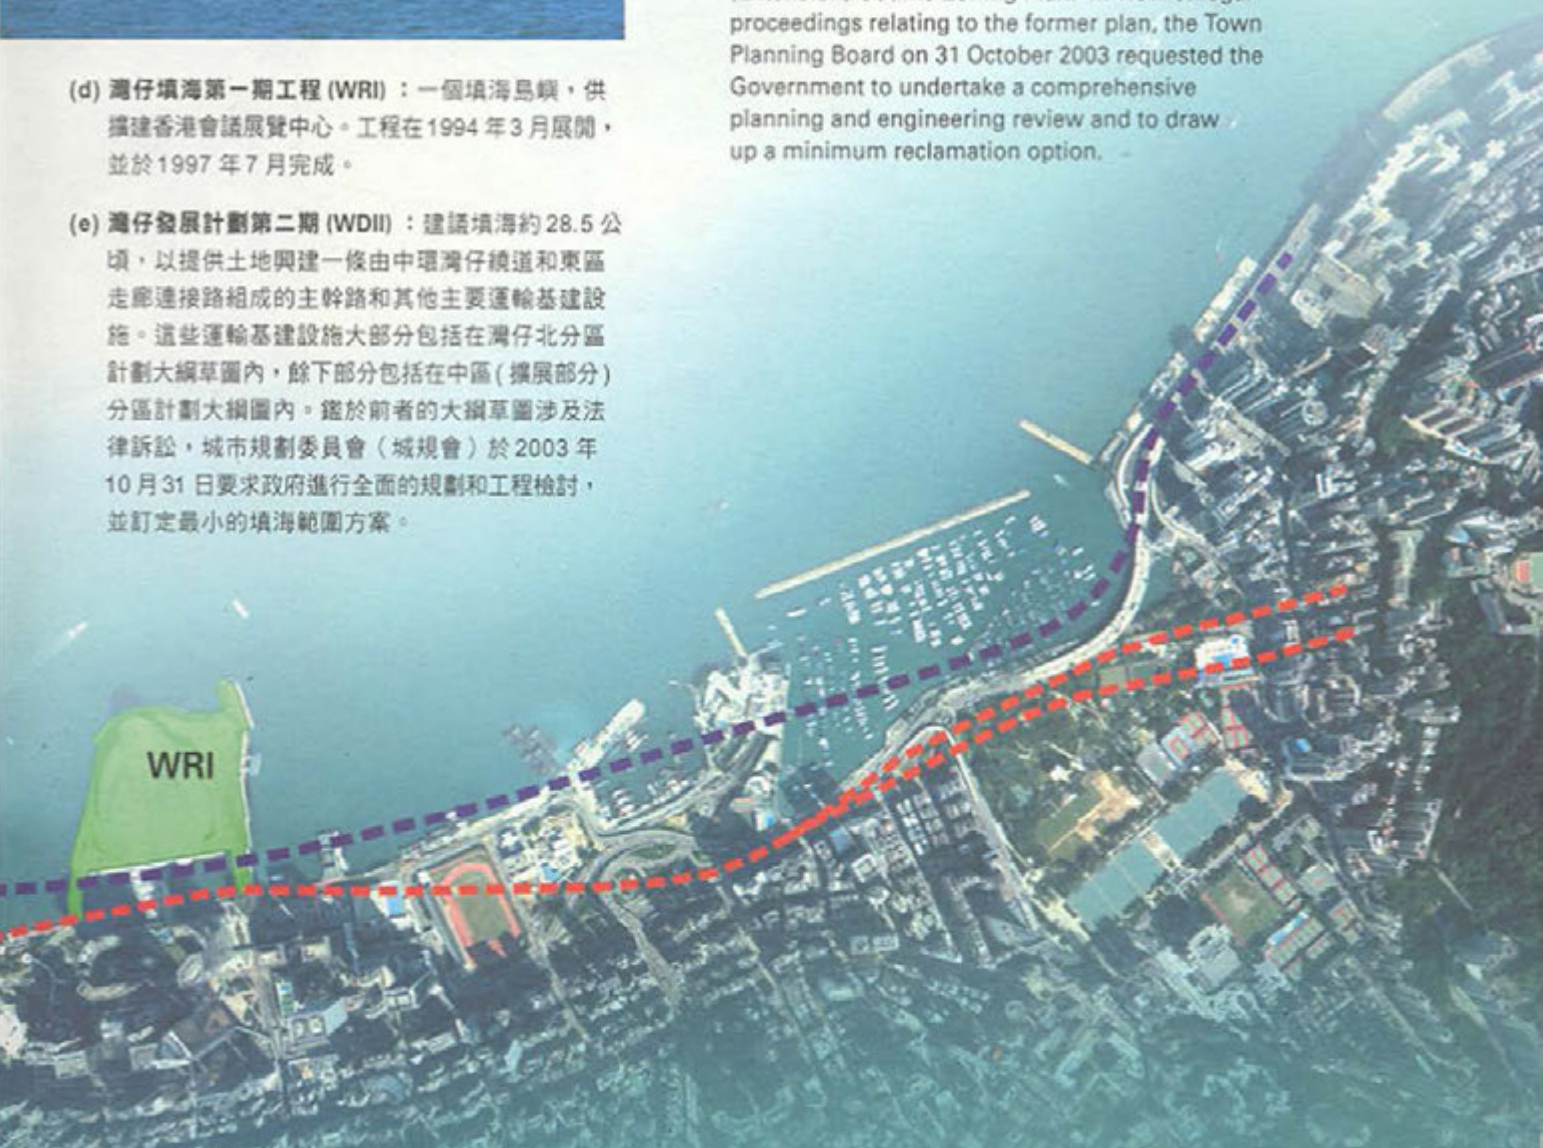 (d) 灣仔填海第一期工程 (WRI) ：一個填海島嶼，供
擴建香港會議展覽中心。工程在1994 年3 月展開，
並於1997 年7 月完成。
(e) 灣仔發展計劃第二期 (WDII) ：建議填海約28.5 公
頃，以提供土地興建一條由中環灣仔繞道和東區
走廊連接路組成的主幹路和其他主要運輸基建設
施。這些運輸基建設施大部分包括在灣仔北分區
計劃大綱草圖內，餘下部分包括在中區( 擴展部分)
分區計劃大綱圖內。鑑於前者的大綱草圖涉及法
律訴訟，城市規劃委員會（城規會）於2003 年
10 月31 日要求政府進行全面的規劃和工程檢討，
並訂定最小的填海範圍方案。
proceedings relating to the former plan, the Town
Planning Board on 31 October 2003 requested the
Government to undertake a comprehensive
planning and engineering review and to draw
up a minimum reclamation option.
WRI